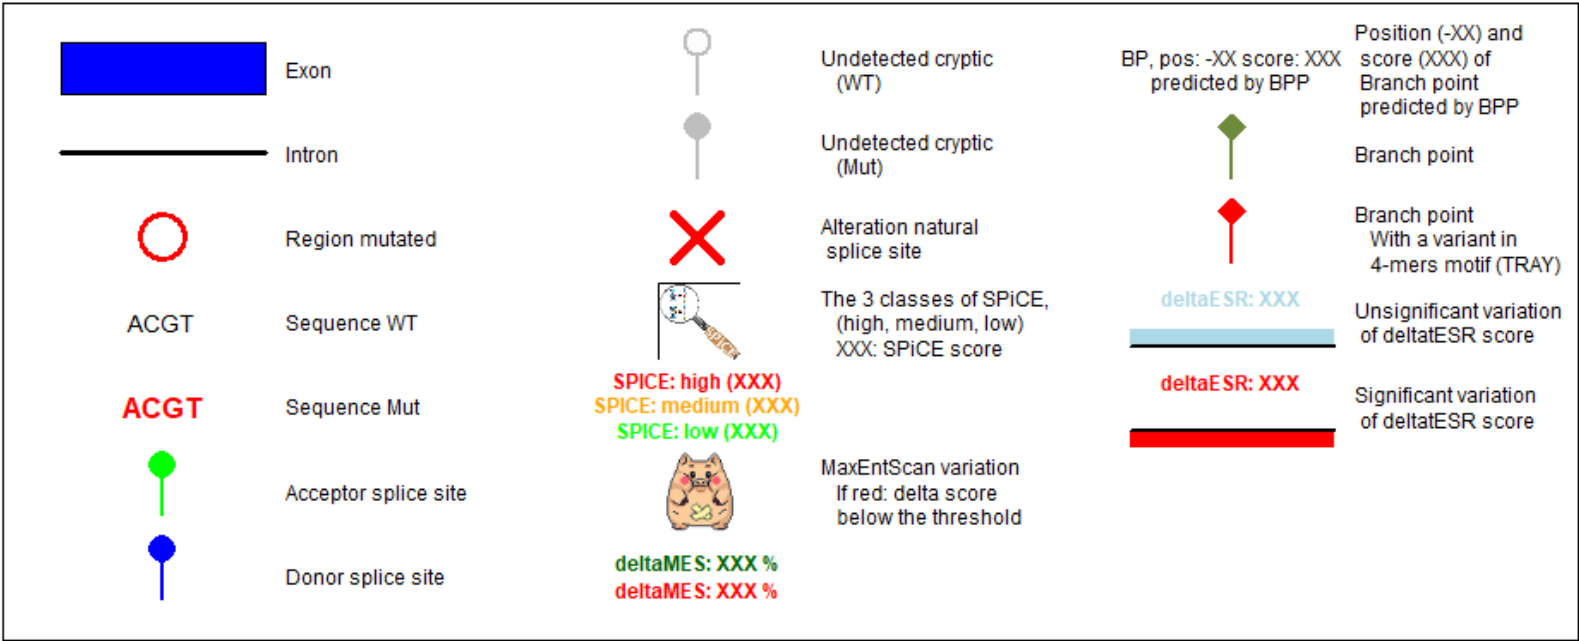 Exon
Intron
Region mutated
ACGT
Sequence WT
ACGT
Sequence Mut
Acceptor splice site
Donor splice site
Undetected cryptic
(WT)
Undetected cryptic
(Mut)
Alteration natural
splice site
SPiCE
The 3 classes of SPiCE,
(high, medium, low)
XXX: SPiCE score
SPICE: high (XXX)
SPICE: medium (XXX)
SPICE: low (XXX)
MaxEntScan variation
If red: delta score
below the threshold
deltaMES: XXX %
deltaMES: XXX %
BP, pos: -XX score: XXX
predicted by BPP
Position (-XX) and
score (XXX) of
Branch point
predicted by BPP
Branch point
Branch point
With a variant in
4-mers motif (TRAY)
deltaESR: XXX
Unsignificant variation
of deltatESR score
deltaESR: XXX
Significant variation
of deltatESR score